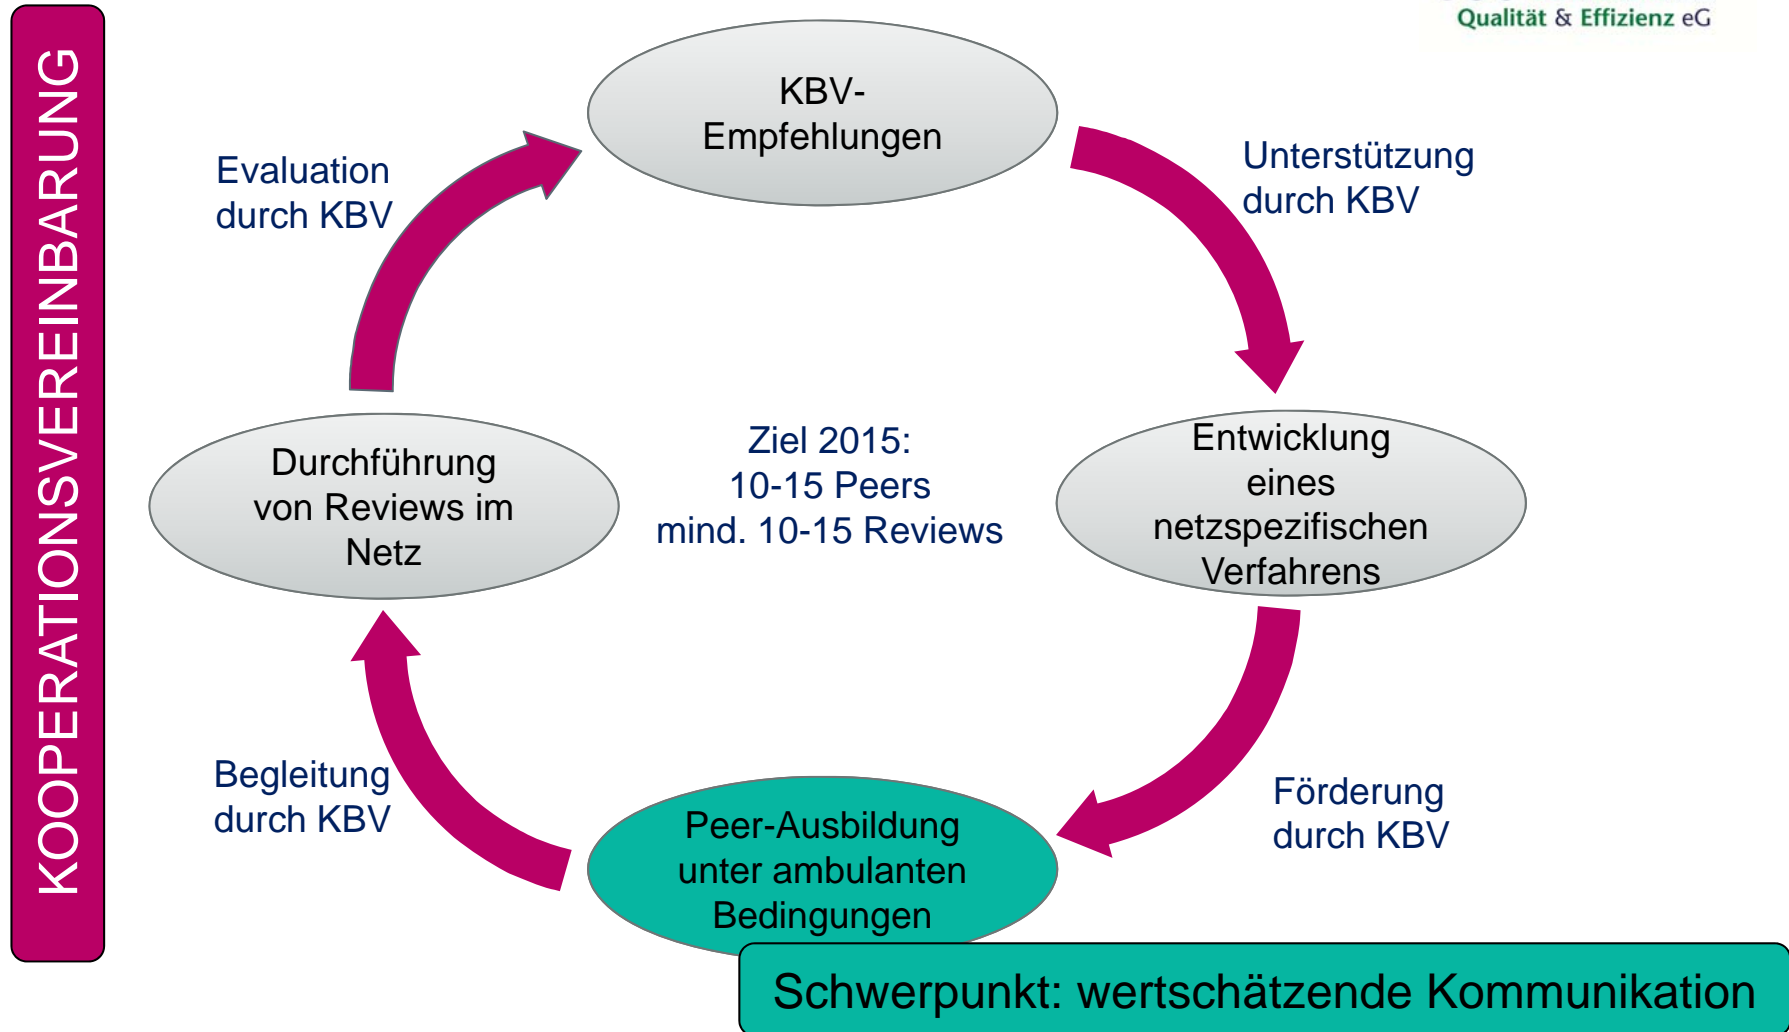 KOOPERATIONSVEREINBARUNG
Qualität & Effizienz eG
KBV-
Empfehlungen
Unterstützung
durch KBV
Entwicklung
eines
netzspezifischen
Verfahrens
Förderung
durch KBV
Peer-Ausbildung
unter ambulanten
Bedingungen
Schwerpunkt: wertschätzende Kommunikation
Begleitung
durch KBV
Durchführung
von Reviews im
Netz
Evaluation
durch KBV
Ziel 2015:
10-15 Peers
mind. 10-15 Reviews